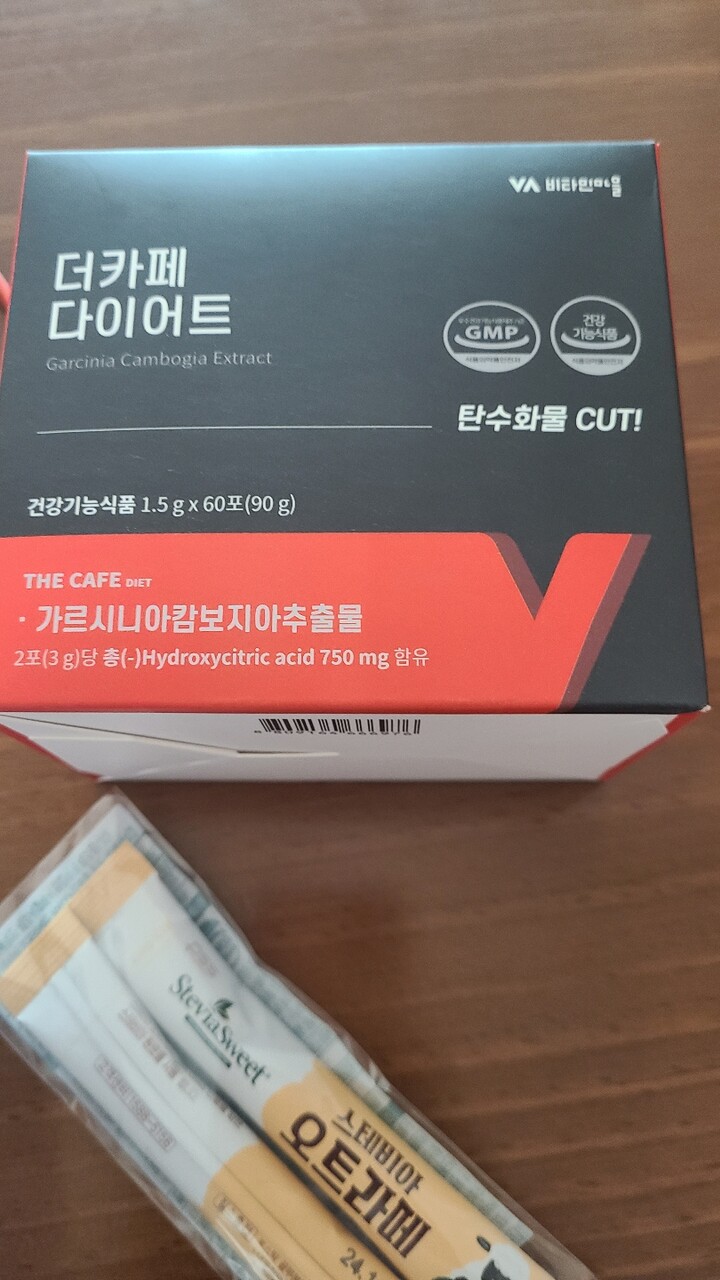 VA 비타민마을
더카페
다이어트
Garcinia Cambogia Extract
GMP
건강
기능식품
탄수화물 CUT!
건강기능식품 1.5 g x 60포(90 g)
THE CAFE DIET
· 가르시니아캄보지아추출물
2포(3 g)당 총(-)Hydroxycitric acid 750 mg 함유
SteviaSweet
스테비아
오트라떼
24.1